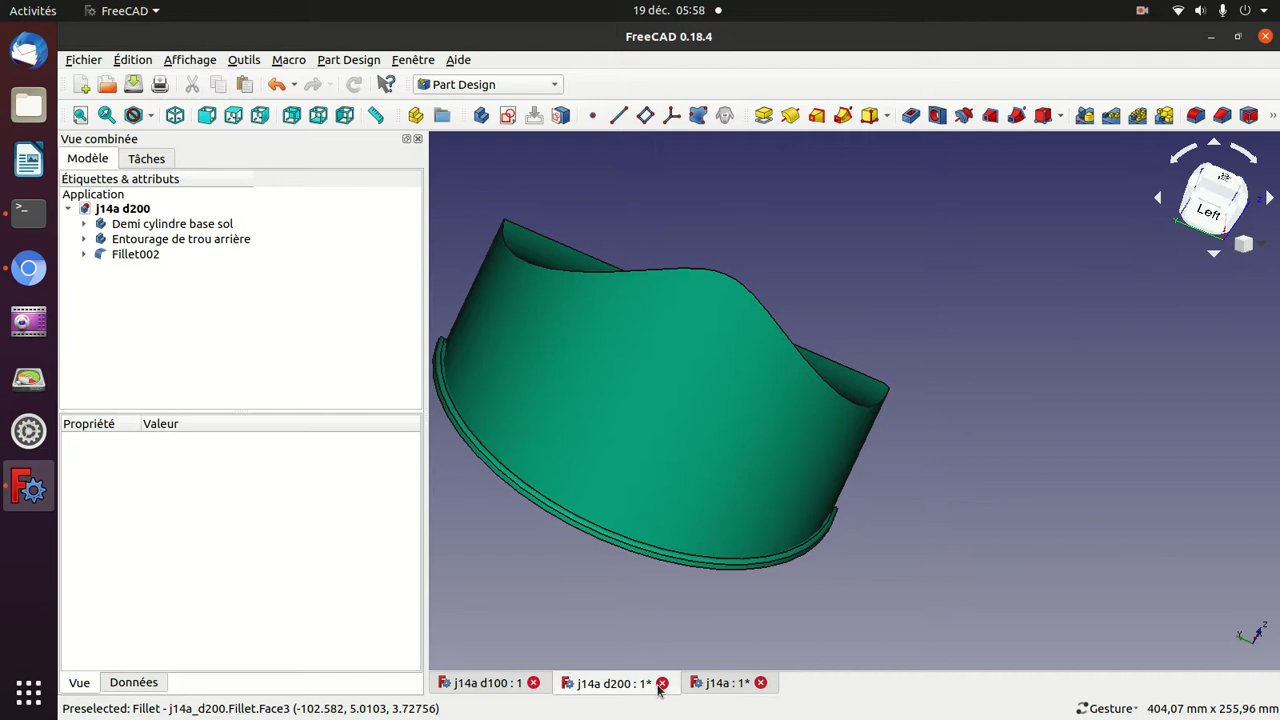 Activités
FreeCAD
19 déc. 05:58
FreeCAD 0.18.4
Fichier Édition Affichage Outils Macro Part Design Fenêtre Aide
Part Design
»
Vue combinée
Modèle Tâches
Étiquettes & attributs
Application
j14a d200
Demi cylindre base sol
Entourage de trou arrière
Fillet002
Left
Z
Propriété Valeur
Y Z
Vue Données
j14a d100 : 1
j14a d200 : 1*
j14a : 1*
Preselected: Fillet - j14a_d200.Fillet.Face3 (-102.582, 5.0103, 3.72756)
Gesture
404,07 mm x 255,96 mm